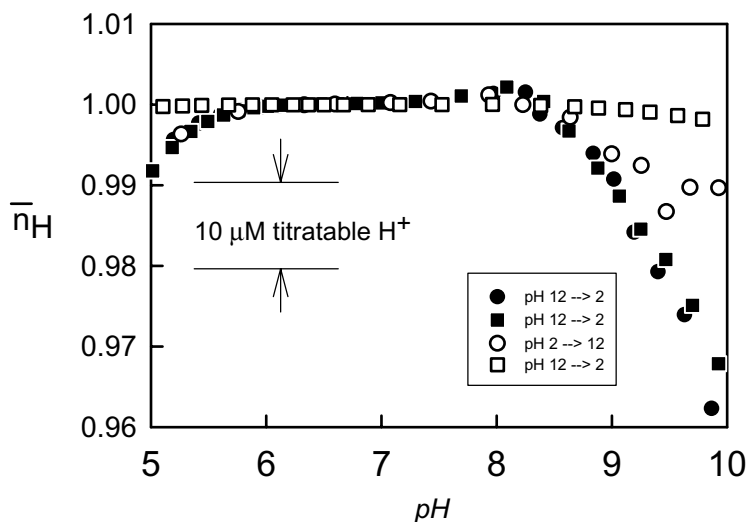 1.01
1.00
0.99
0.98
0.97
0.96
n̅H
10 μM titratable H+
pH 12 --> 2
pH 12 --> 2
pH 2 --> 12
pH 12 --> 2
5 6 7 8 9 10
pH